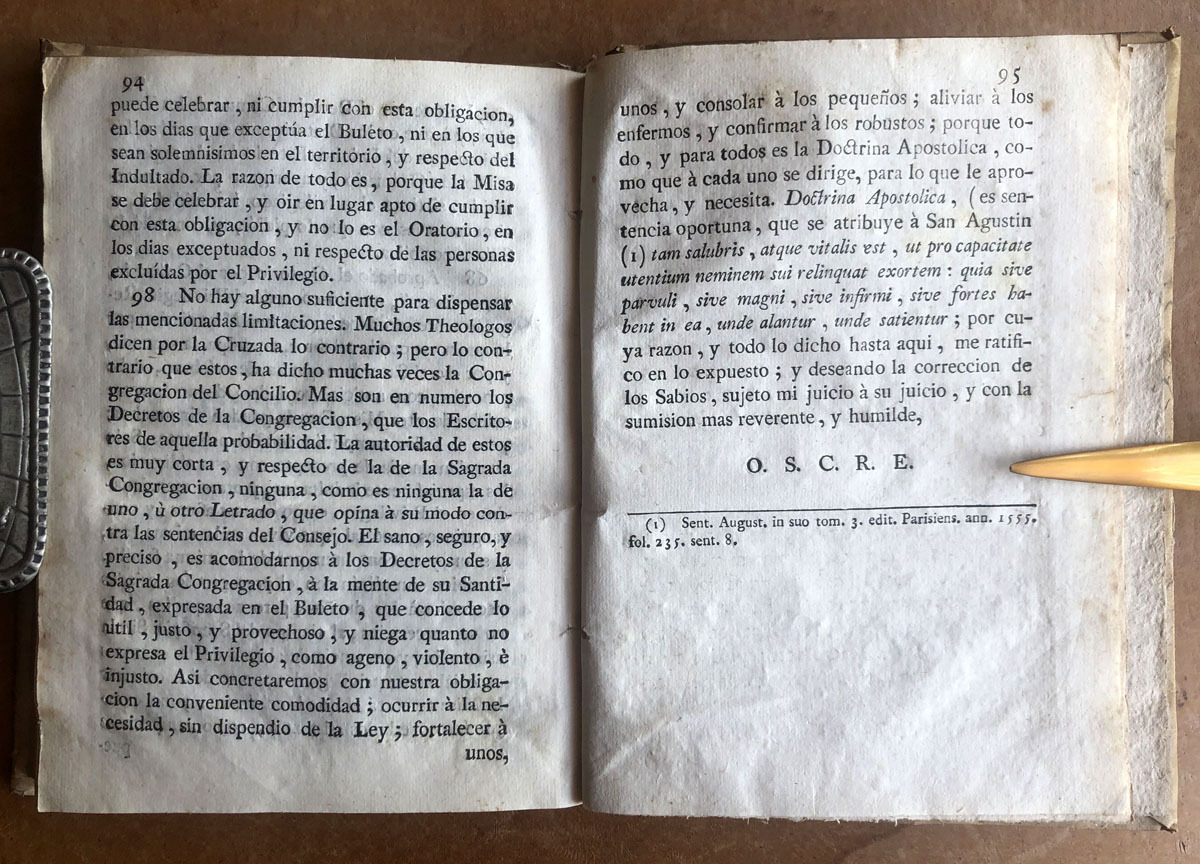 94
puede celebrar, ni cumplir con esta obligacion,
en los dias que exceptúa el Buleto, ni en los que
sean solemnisimos en el territorio, y respecto del
Indultado. La razon de todo es, porque la Misa
se debe celebrar, y oir en lugar apto de cumplir
con esta obligacion, y no lo es el Oratorio, en
los dias exceptuados, ni respecto de las personas
excluídas por el Privilegio.
98 No hay alguno suficiente para dispensar
las mencionadas limitaciones. Muchos Theologos
dicen por la Cruzada lo contrario; pero lo con-
trario que estos, ha dicho muchas veces la Con-
gregacion del Concilio. Mas son en numero los
Decretos de la Congregacion, que los Escrito-
res de aquella probabilidad. La autoridad de estos
es muy corta, y respecto de la de la Sagrada
Congregacion, ninguna, como es ninguna la de
uno, ù otro Letrado, que opina à su modo con-
tra las sentencias del Consejo. El sano, seguro, y
preciso, es acomodarnos à los Decretos de la
Sagrada Congregacion, à la mente de su Santi-
dad, expresada en el Buleto, que concede lo
util, justo, y provechoso, y niega quanto no
expresa el Privilegio, como ageno, violento, è
injusto. Asi concretaremos con nuestra obliga-
cion la conveniente comodidad; ocurrir à la ne-
cesidad, sin dispendio de la Ley; fortalecer à
unos,
95
unos, y consolar à los pequeños; aliviar à los
enfermos, y confirmar à los robustos; porque to-
do, y para todos es la Doctrina Apostolica, co-
mo que à cada uno se dirige, para lo que le apro-
vecha, y necesita. Doctrina Apostolica, (es sen-
tencia oportuna, que se atribuye à San Agustin
(1) tam salubris, atque vitalis est, ut pro capacitate
utentium neminem sui relinquat exortem: quia sive
parvuli, sive magni, sive infirmi, sive fortes ha-
bent in ea, unde alantur, unde satientur; por cu-
ya razon, y todo lo dicho hasta aqui, me ratifi-
co en lo expuesto; y deseando la correccion de
los Sabios, sujeto mi juicio à su juicio, y con la
sumision mas reverente, y humilde,
O. S. C. R. E.
(1) Sent. August. in suo tom. 3. edit. Parisiens. ann. 1555.
fol. 235. sent. 8.